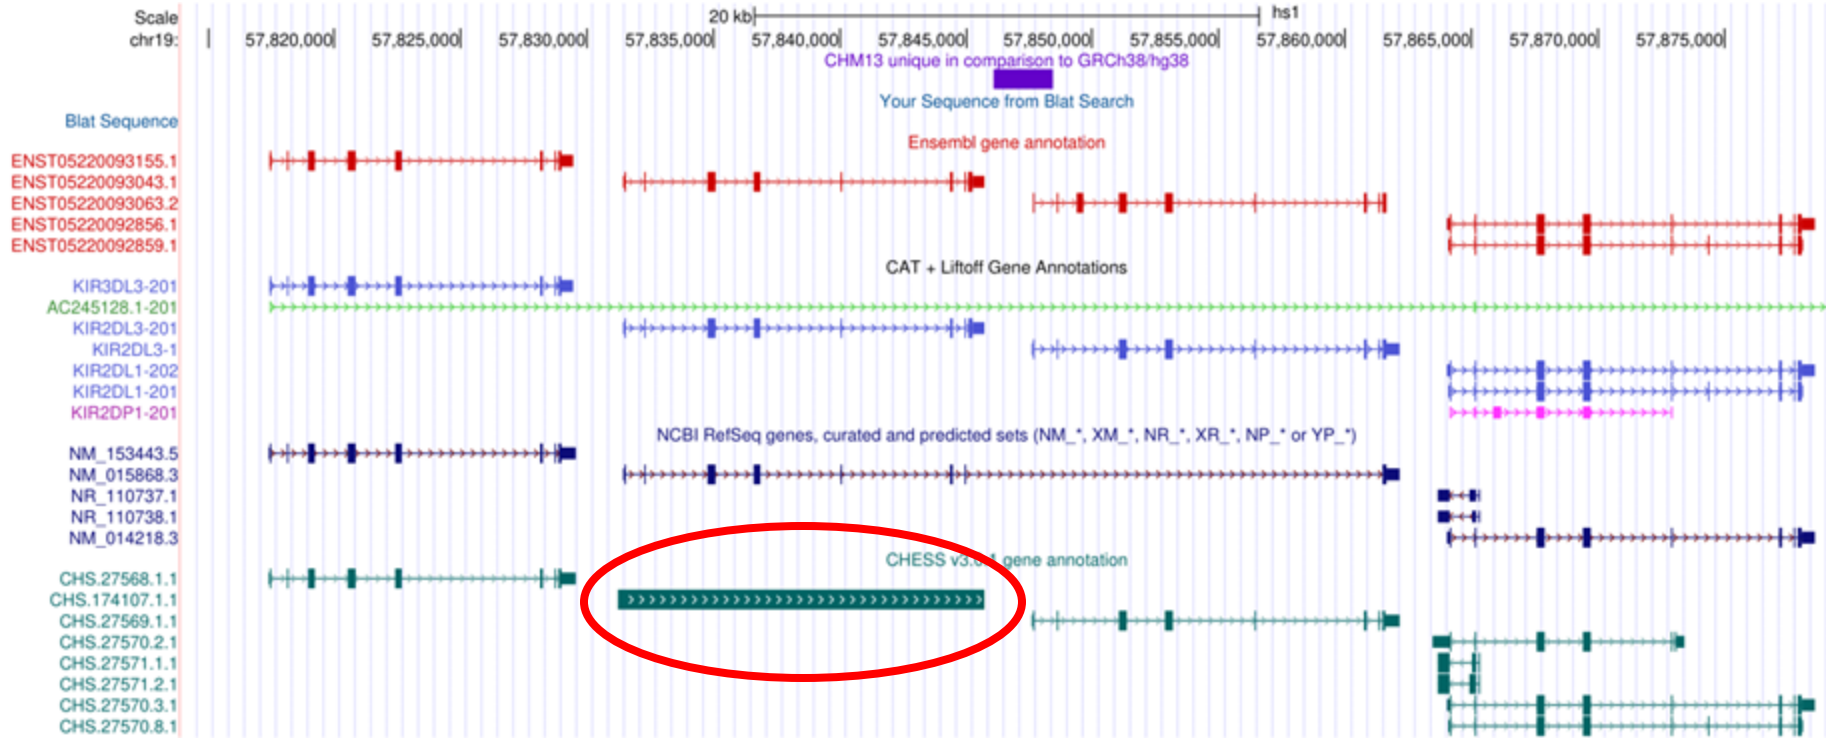 Scale 20 kb hs1
chr19: 57,820,000 57,825,000 57,830,000 57,835,000 57,840,000 57,845,000 57,850,000 57,855,000 57,860,000 57,865,000 57,870,000 57,875,000
CHM13 unique in comparison to GRCh38/hg38
Your Sequence from Blat Search
Blat Sequence
Ensembl gene annotation
ENST05220093155.1
ENST05220093043.1
ENST05220093063.2
ENST05220092856.1
ENST05220092859.1
CAT + Liftoff Gene Annotations
KIR3DL3-201
AC245128.1-201
KIR2DL3-201
KIR2DL3-1
KIR2DL1-202
KIR2DL1-201
KIR2DP1-201
NCBI RefSeq genes, curated and predicted sets (NM_*, XM_*, NR_*, XR_*, NP_* or YP_*)
NM_153443.5
NM_015868.3
NR_110737.1
NR_110738.1
NM_014218.3
CHESS gene annotation
CHS.27568.1.1
CHS.174107.1.1
CHS.27569.1.1
CHS.27570.2.1
CHS.27571.1.1
CHS.27571.2.1
CHS.27570.3.1
CHS.27570.8.1